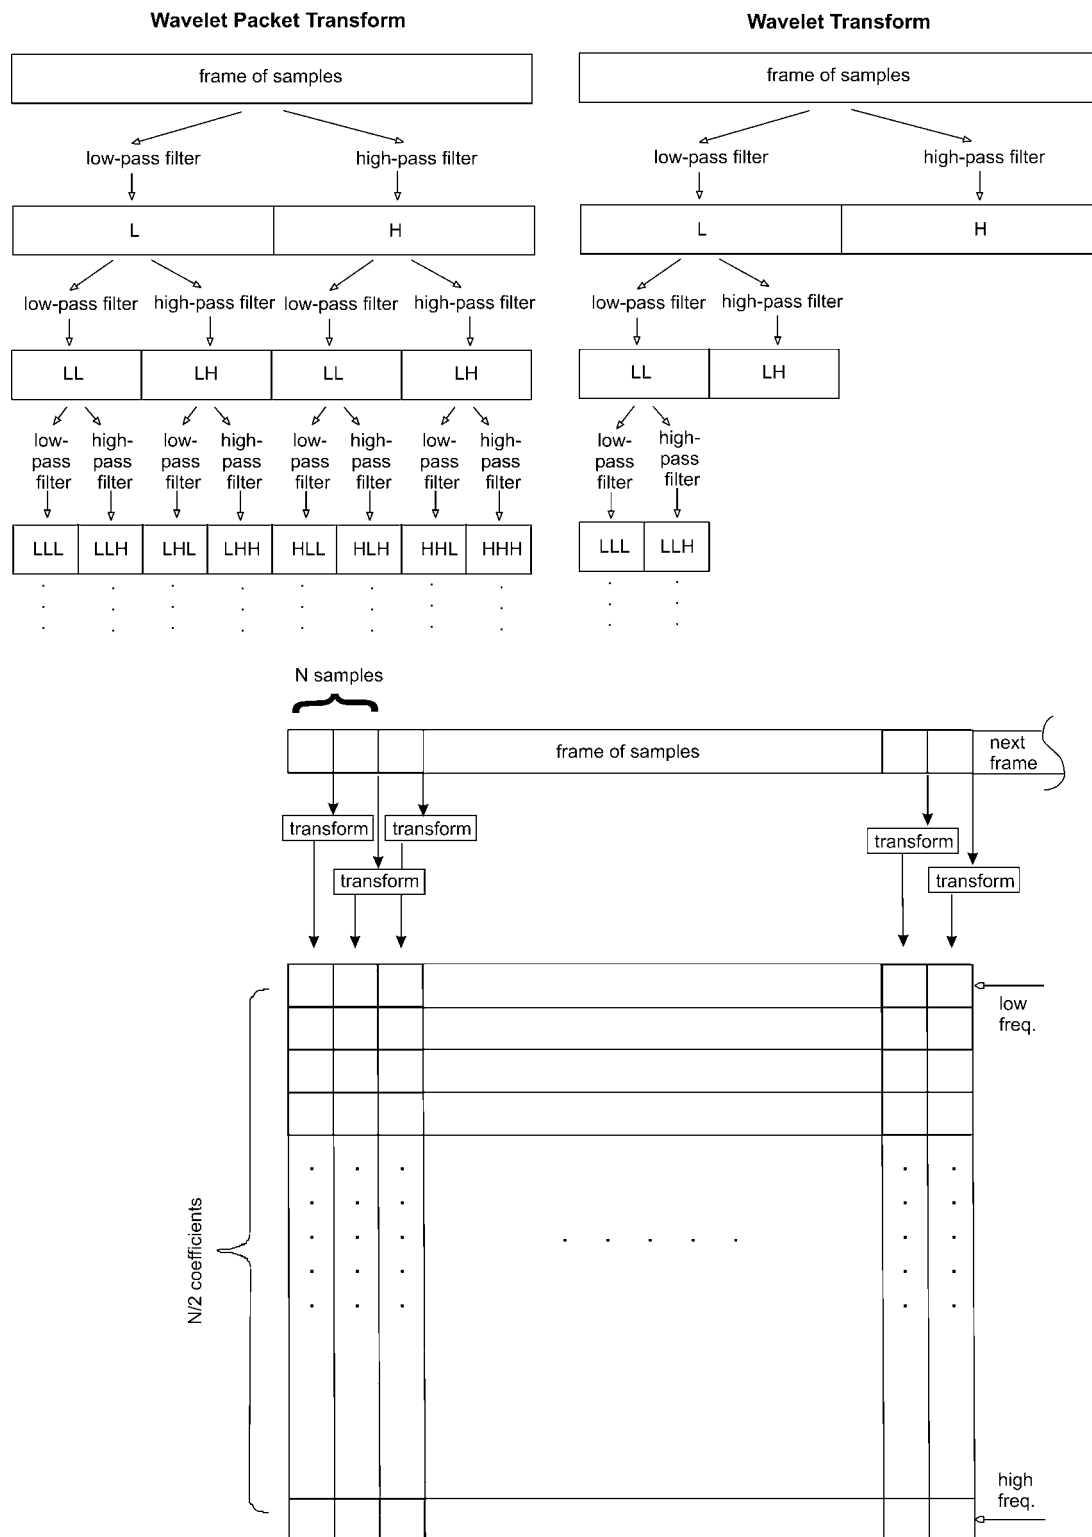 Wavelet Packet Transform
Wavelet Transform
frame of samples
frame of samples
low-pass filter
high-pass filter
low-pass filter
high-pass filter
L
H
L
H
low-pass filter
high-pass filter
low-pass filter
high-pass filter
low-pass filter
high-pass filter
LL
LH
LL
LH
LL
LH
low-
pass
filter
high-
pass
filter
low-
pass
filter
high-
pass
filter
low-
pass
filter
high-
pass
filter
low-
pass
filter
high-
pass
filter
low-
pass
filter
high-
pass
filter
LLL
LLH
LHL
LHH
HLL
HLH
HHL
HHH
LLL
LLH
N samples
frame of samples
next
frame
transform
transform
transform
transform
transform
low
freq.
N/2 coefficients
high
freq.